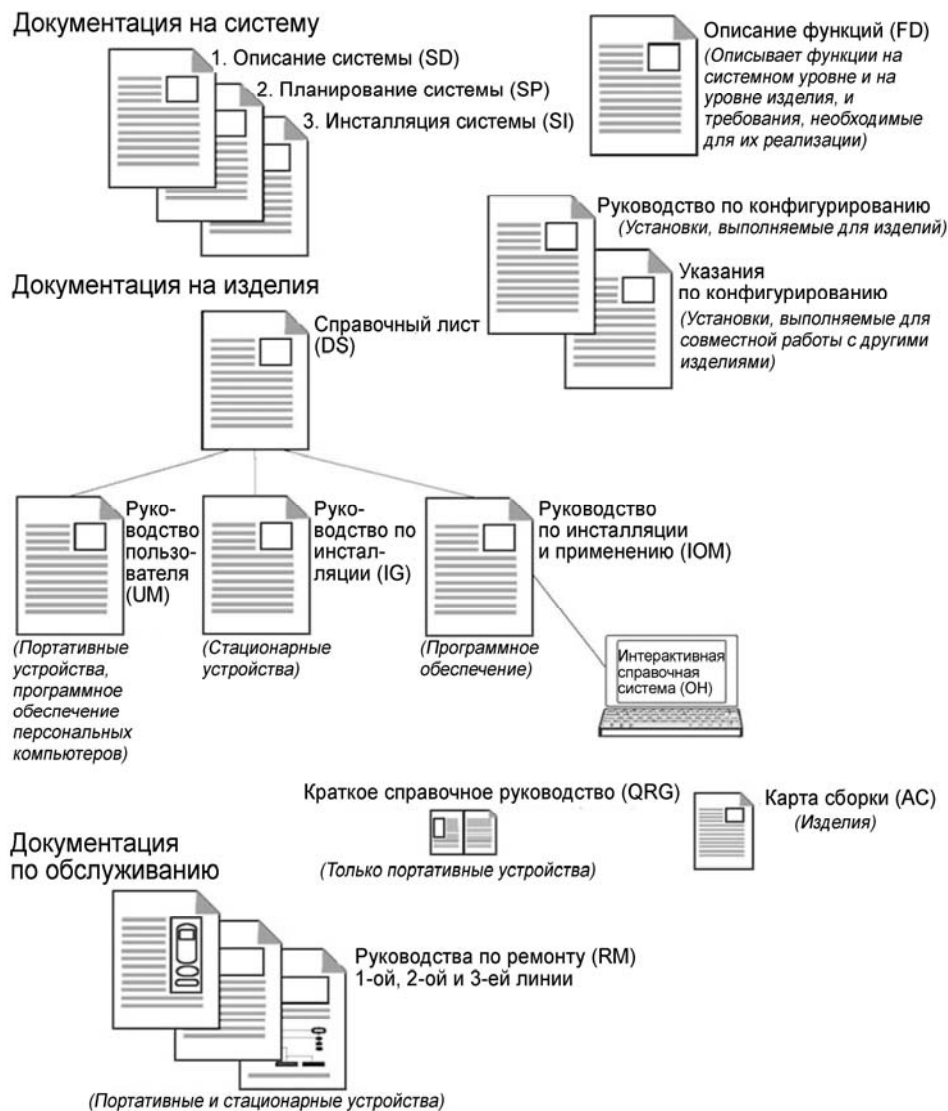 Документация на систему
1. Описание системы (SD)
2. Планирование системы (SP)
3. Инсталляция системы (SI)
Описание функций (FD)
(Описывает функции на
системном уровне и на
уровне изделия, и
требования, необходимые
для их реализации)
Руководство по конфигурированию
(Установки, выполняемые для изделий)
Указания
по конфигурированию
(Установки, выполняемые для
совместной работы с другими
изделиями)
Документация на изделия
Справочный лист
(DS)
Руко-
водство
пользо-
вателя
(UM)
(Портативные
устройства,
программное
обеспечение
персональных
компьютеров)
Руко-
водство по
инстал-
ляции (IG)
(Стационарные
устройства)
Руководство
по инсталляции
и применению (IOM)
(Программное
обеспечение)
Интерактивная
справочная
система (OH)
Краткое справочное руководство (QRG)
(Только портативные устройства)
Карта сборки (AC)
(Изделия)
Документация
по обслуживанию
Руководства по ремонту (RM)
1-ой, 2-ой и 3-ей линии
(Портативные и стационарные устройства)